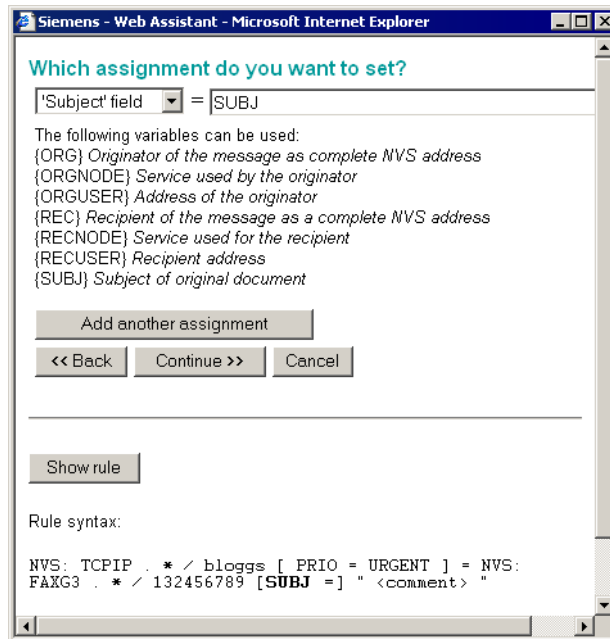 Siemens - Web Assistant - Microsoft Internet Explorer
Which assignment do you want to set?
'Subject' field = SUBJ
The following variables can be used:
{ORG} Originator of the message as complete NVS address
{ORGNODE} Service used by the originator
{ORGUSER} Address of the originator
{REC} Recipient of the message as a complete NVS address
{RECNODE} Service used for the recipient
{RECUSER} Recipient address
{SUBJ} Subject of original document
Add another assignment
<< Back Continue >> Cancel
Show rule
Rule syntax:
NVS: TCPIP . * / bloggs [ PRIO = URGENT ] = NVS:
FAXG3 . * / 132456789 [SUBJ =] " <comment> "